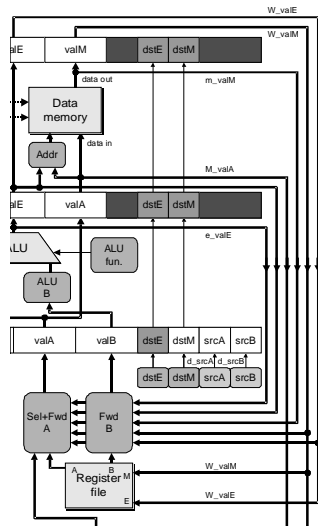 W_valE
W_valM
valM
dstE
dstM
data out
m_valM
Data
memory
data in
Addr
M_valA
valA
dstE
dstM
e_valE
ALU
ALU
fun.
ALU
B
valA
valB
dstE
dstM
srcA
srcB
d_srcA
d_srcB
dstE
dstM
srcA
srcB
Sel+Fwd
A
Fwd
B
A
B
M
Register
file
E
W_valM
W_valE